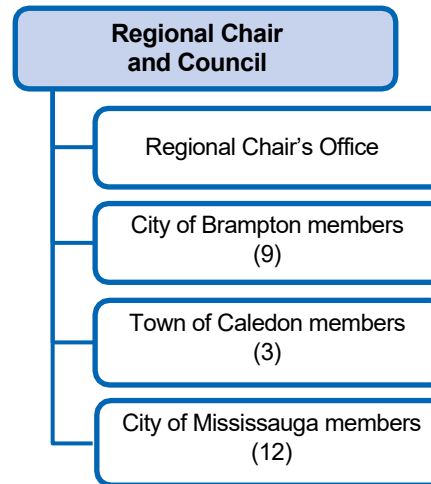 Regional Chair
and Council
Regional Chair’s Office
City of Brampton members
(9)
Town of Caledon members
(3)
City of Mississauga members
(12)